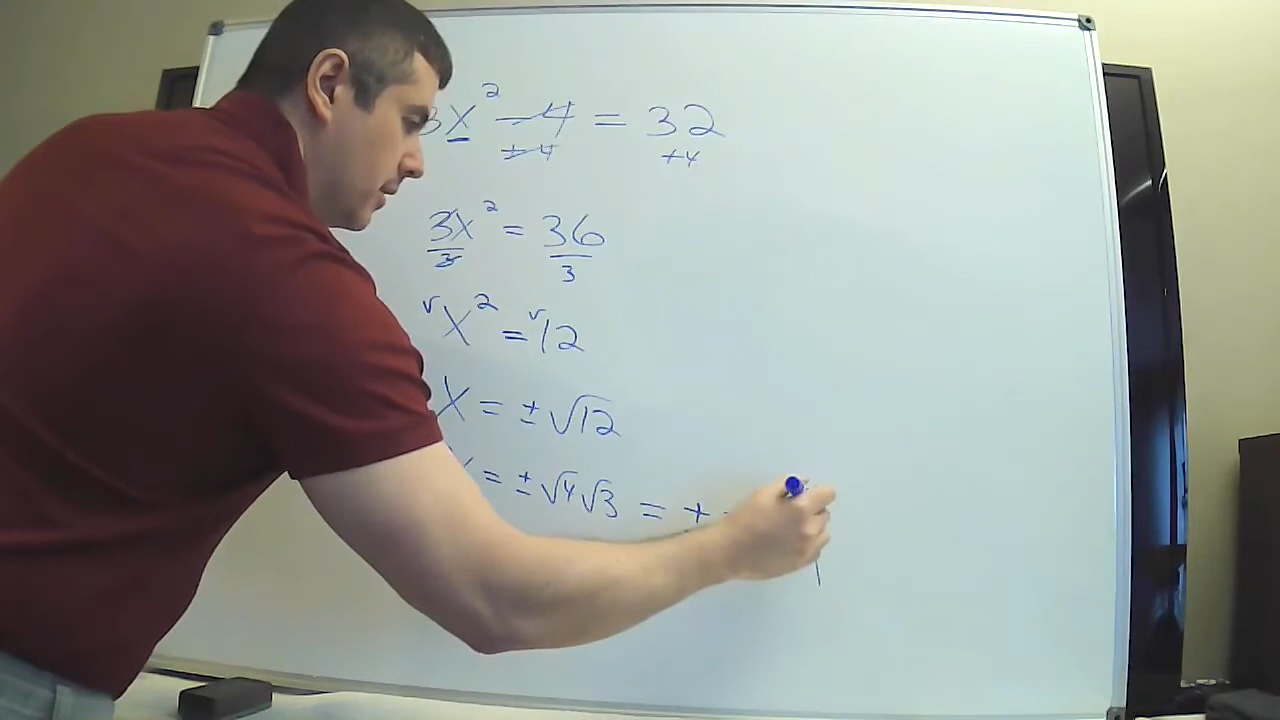 3x² - 4 = 32
+4 +4
3x² = 36
3 3
√x² = √12
x = ±√12
x = ±√4√3 = ±